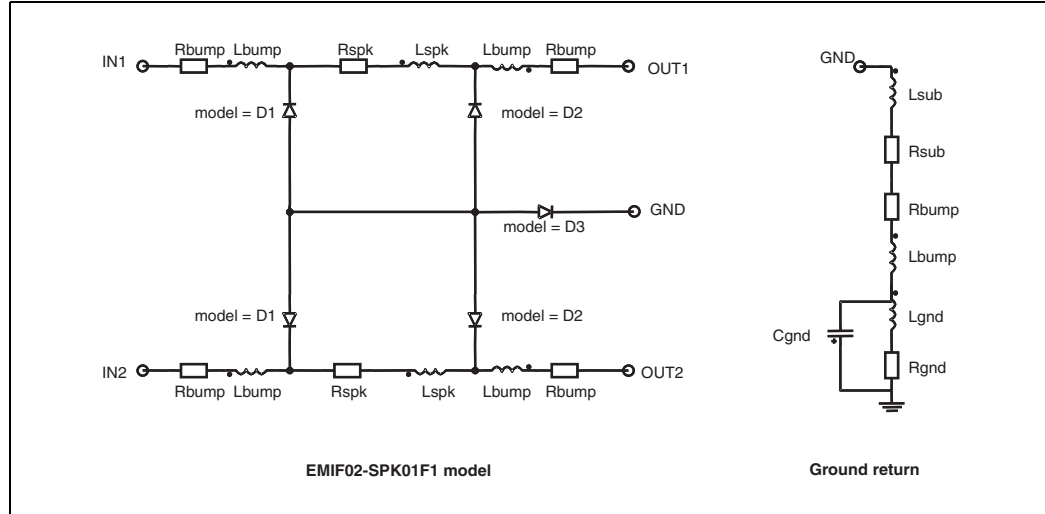 Rbump Lbump Rspk Lspk Lbump Rbump
IN1 OUT1
model = D1 model = D2
GND
model = D3
model = D1 model = D2
IN2 OUT2
Rbump Lbump Rspk Lspk Lbump Rbump
EMIF02-SPK01F1 model
GND
Lsub
Rsub
Rbump
Lbump
Lgnd
Cgnd
Rgnd
Ground return